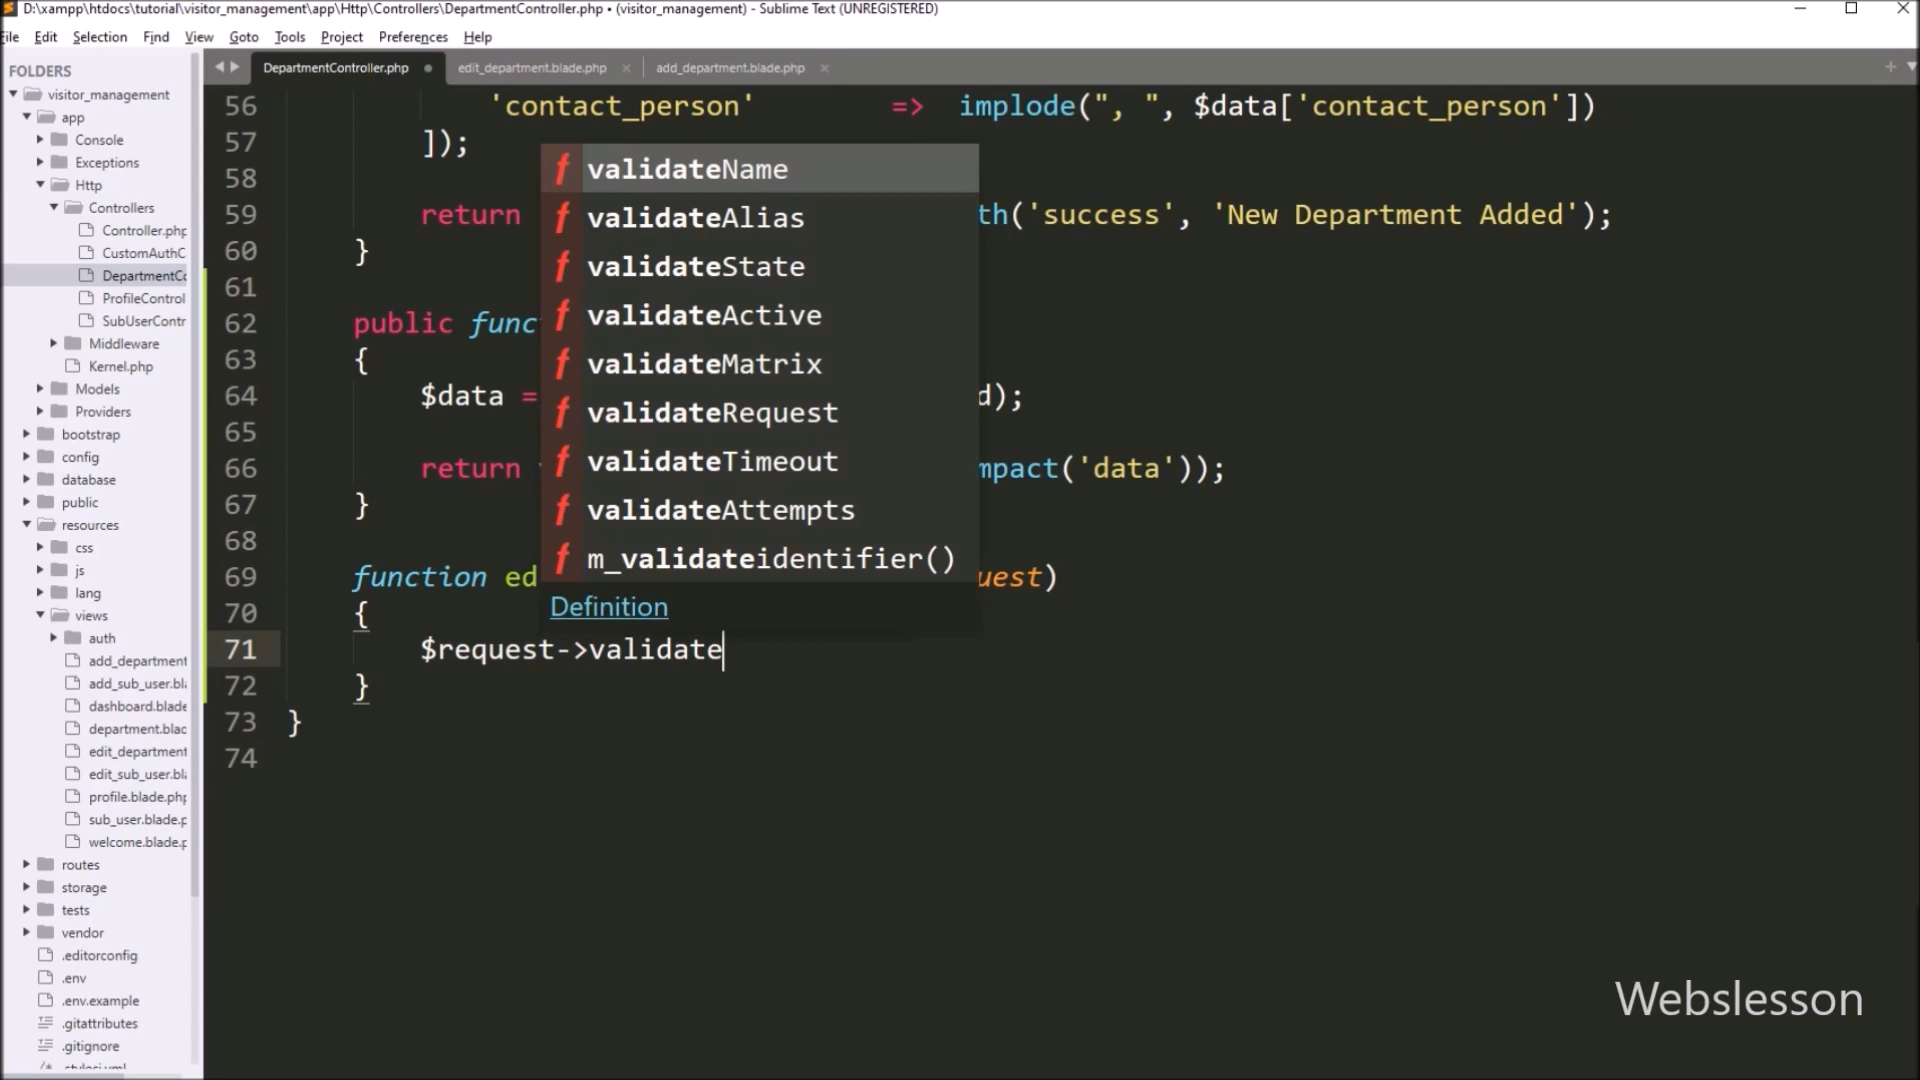 D:\xampp\htdocs\tutorial\visitor_management\app\Http\Controllers\DepartmentController.php • (visitor_management) - Sublime Text (UNREGISTERED)
File Edit Selection Find View Goto Tools Project Preferences Help
DepartmentController.php edit_department.blade.php add_department.blade.php
FOLDERS
visitor_management
app
Console
Exceptions
Http
Controllers
Controller.php
CustomAuthC
DepartmentCo
ProfileControl
SubUserContr
Middleware
Kernel.php
Models
Providers
bootstrap
config
database
public
resources
css
js
lang
views
auth
add_department
add_sub_user.bla
dashboard.blade
department.blad
edit_department
edit_sub_user.bla
profile.blade.php
sub_user.blade.p
welcome.blade.p
routes
storage
tests
vendor
.editorconfig
.env
.env.example
.gitattributes
.gitignore
56 'contact_person' => implode(", ", $data['contact_person'])
57 ]);
58
59 return th('success', 'New Department Added');
60 }
61
62 public func
63 {
64 $data = d);
65
66 return mpact('data'));
67 }
68
69 function ed uest)
70 {
71 $request->validate
72 }
73 }
74
validateName
validateAlias
validateState
validateActive
validateMatrix
validateRequest
validateTimeout
validateAttempts
m_validateidentifier()
Definition
Webslesson